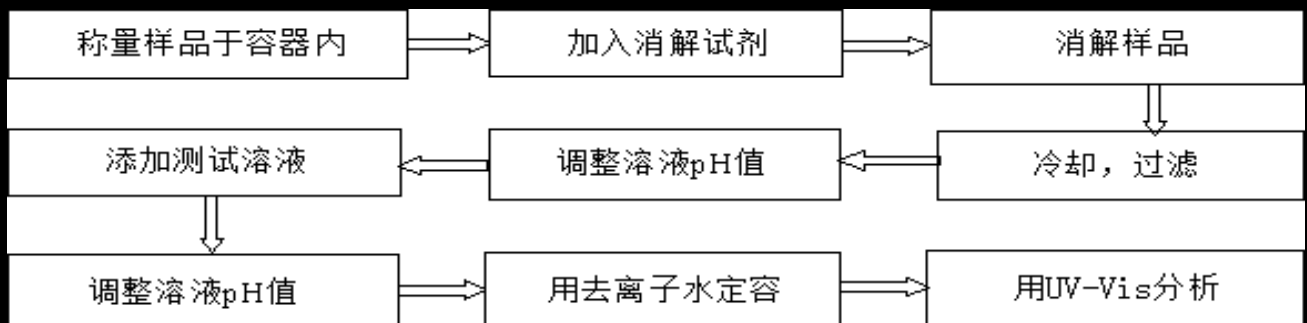 称量样品于容器内
加入消解试剂
消解样品
冷却，过滤
调整溶液pH值
添加测试溶液
调整溶液pH值
用去离子水定容
用UV-Vis分析